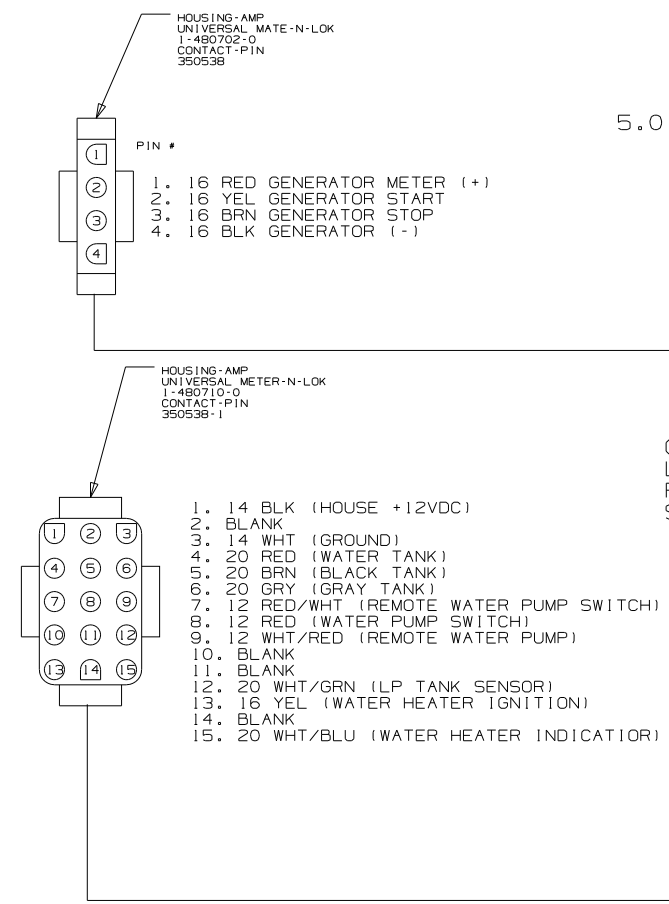 HOUSING-AMP
UNIVERSAL MATE-N-LOK
1-480702-0
CONTACT-PIN
350538
5.0
PIN #
1
2
3
4
1. 16 RED GENERATOR METER (+)
2. 16 YEL GENERATOR START
3. 16 BRN GENERATOR STOP
4. 16 BLK GENERATOR (-)
HOUSING-AMP
UNIVERSAL METER-N-LOK
1-480710-0
CONTACT-PIN
350538-1
1 2 3
4 5 6
7 8 9
10 11 12
13 14 15
1. 14 BLK (HOUSE +12VDC)
2. BLANK
3. 14 WHT (GROUND)
4. 20 RED (WATER TANK)
5. 20 BRN (BLACK TANK)
6. 20 GRY (GRAY TANK)
7. 12 RED/WHT (REMOTE WATER PUMP SWITCH)
8. 12 RED (WATER PUMP SWITCH)
9. 12 WHT/RED (REMOTE WATER PUMP)
10. BLANK
11. BLANK
12. 20 WHT/GRN (LP TANK SENSOR)
13. 16 YEL (WATER HEATER IGNITION)
14. BLANK
15. 20 WHT/BLU (WATER HEATER INDICATIOR)